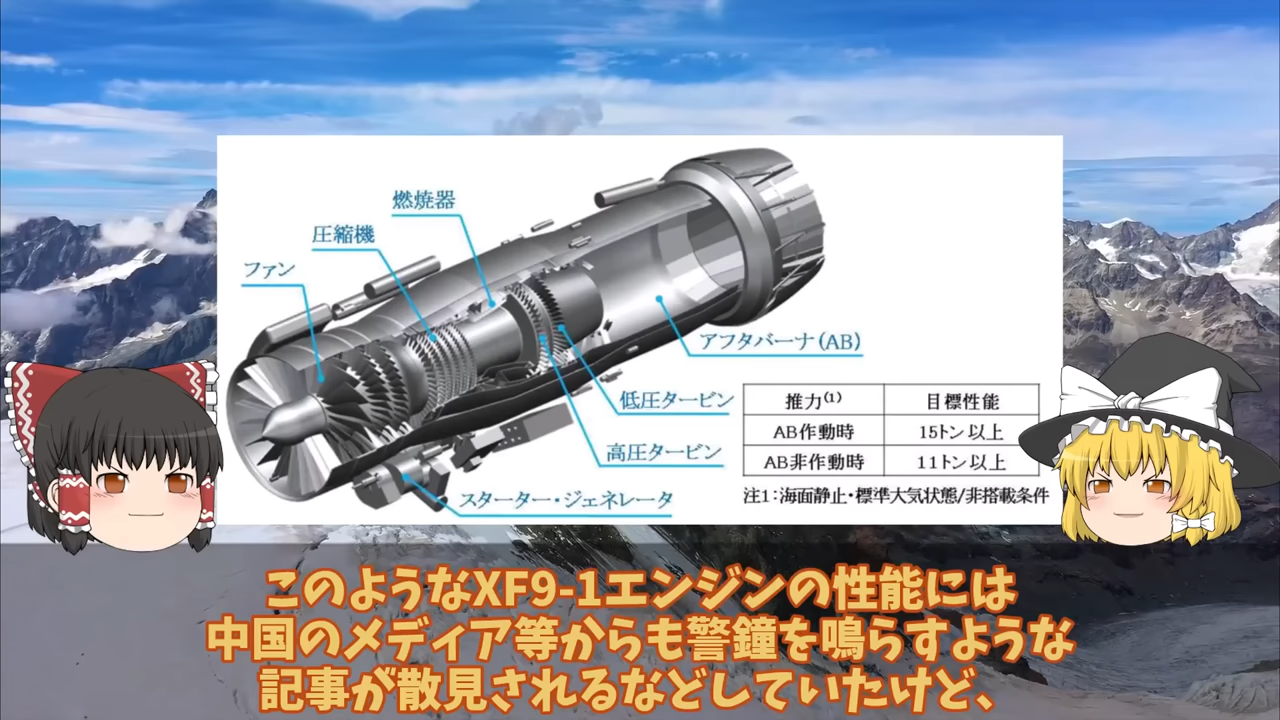 燃焼器
圧縮機
ファン
アフタバーナ(AB)
低圧タービン
高圧タービン
スターター・ジェネレータ
推力(1) 目標性能
AB作動時 15トン以上
AB非作動時 11トン以上
注1:海面静止・標準大気状態/非搭載条件
このようなXF9-1エンジンの性能には
中国のメディア等からも警鐘を鳴らすような
記事が散見されるなどしていたけど、